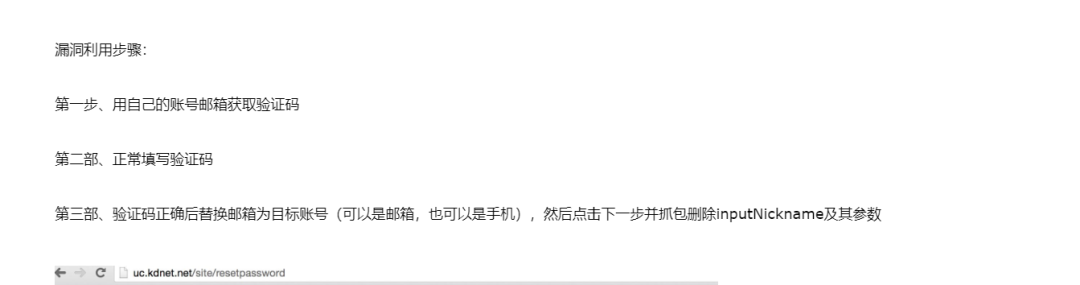 漏洞利用步骤：
第一步、用自己的账号邮箱获取验证码
第二部、正常填写验证码
第三部、验证码正确后替换邮箱为目标账号（可以是邮箱，也可以是手机），然后点击下一步并抓包删除inputNickname及其参数
uc.kdnet.net/site/resetpassword